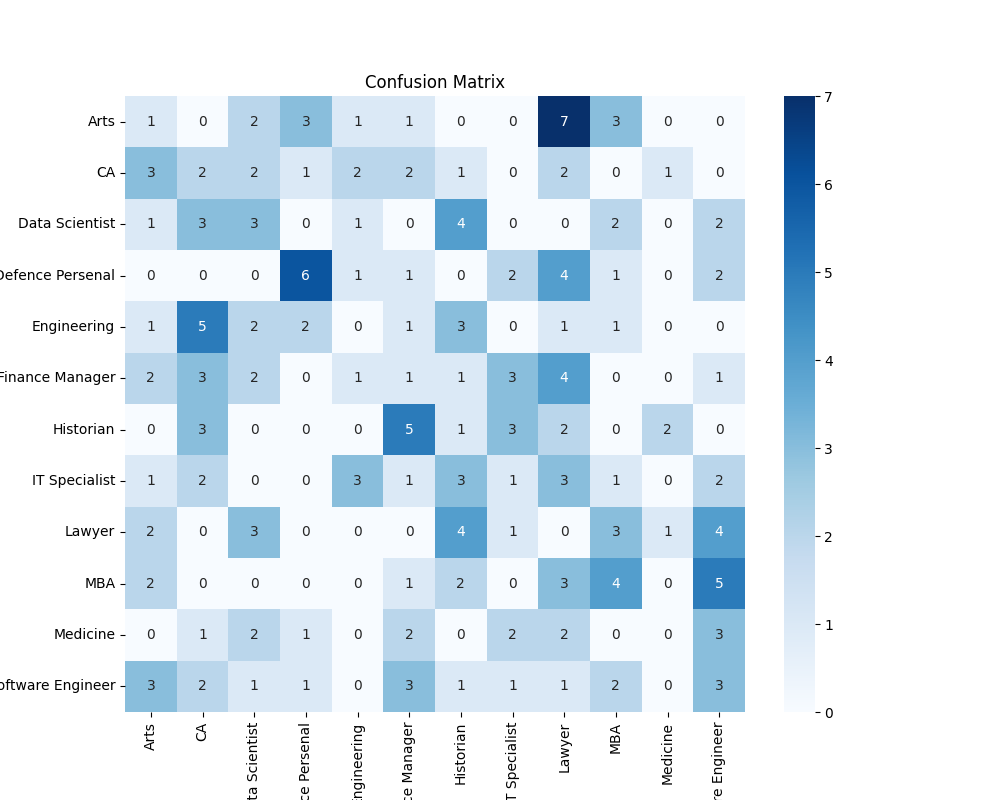 Confusion Matrix
Arts 1 0 2 3 1 1 0 0 7 3 0 0
CA 3 2 2 1 2 2 1 0 2 0 1 0
Data Scientist 1 3 3 0 1 0 4 0 0 2 0 2
Defence Persenal 0 0 0 6 1 1 0 2 4 1 0 2
Engineering 1 5 2 2 0 1 3 0 1 1 0 0
Finance Manager 2 3 2 0 1 1 1 3 4 0 0 1
Historian 0 3 0 0 0 5 1 3 2 0 2 0
IT Specialist 1 2 0 0 3 1 3 1 3 1 0 2
Lawyer 2 0 3 0 0 0 4 1 0 3 1 4
MBA 2 0 0 0 0 1 2 0 3 4 0 5
Medicine 0 1 2 1 0 2 0 2 2 0 0 3
oftware Engineer 3 2 1 1 0 3 1 1 1 2 0 3
Arts
CA
ta Scientist
ce Persenal
Engineering
ce Manager
Historian
T Specialist
Lawyer
MBA
Medicine
re Engineer
7
6
5
4
3
2
1
0